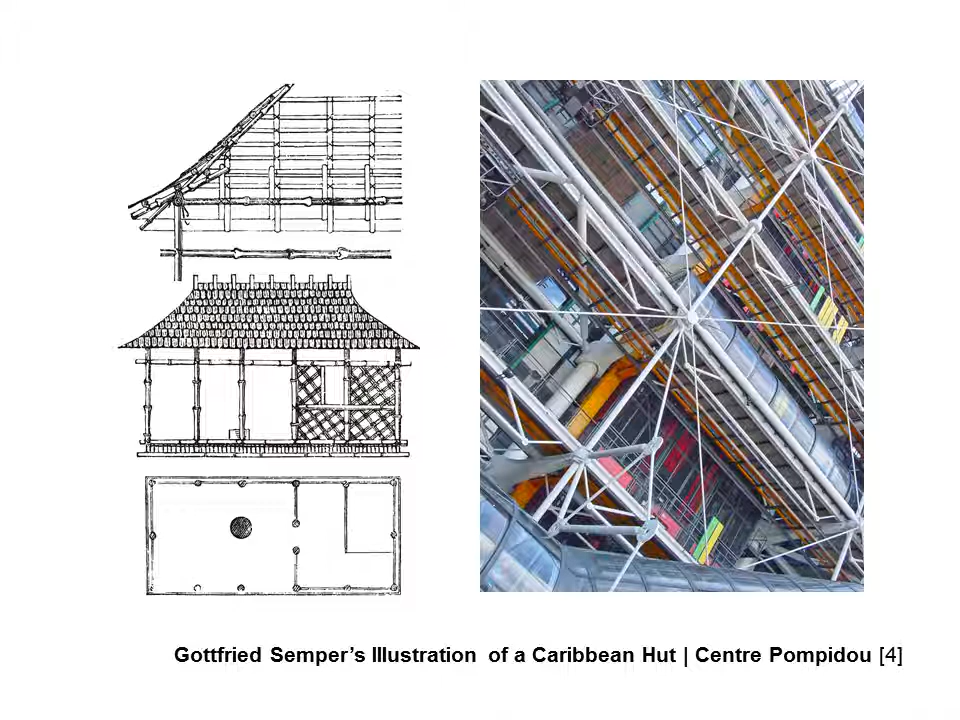 Gottfried Semper’s Illustration of a Caribbean Hut | Centre Pompidou [4]